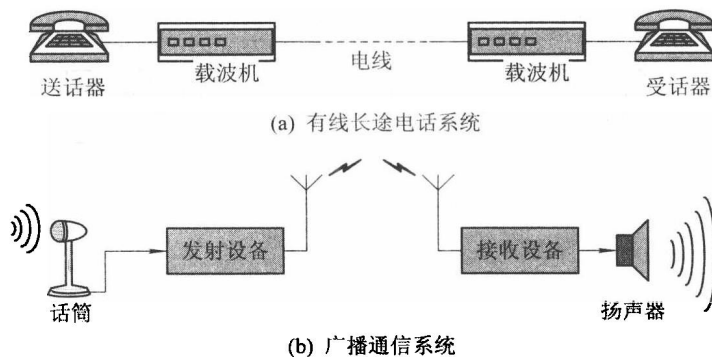 送话器 载波机 电线 载波机 受话器
(a) 有线长途电话系统
发射设备 接收设备
话筒 扬声器
(b) 广播通信系统